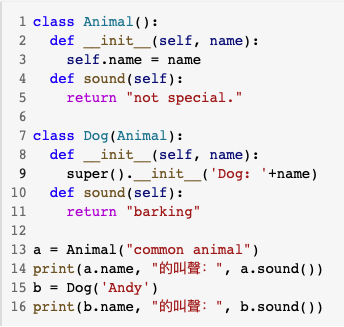 1 class Animal():
2   def __init__(self, name):
3     self.name = name
4   def sound(self):
5     return "not special."
6
7 class Dog(Animal):
8   def __init__(self, name):
9     super().__init__('Dog: '+name)
10   def sound(self):
11     return "barking"
12
13 a = Animal("common animal")
14 print(a.name, "的叫聲: ", a.sound())
15 b = Dog('Andy')
16 print(b.name, "的叫聲: ", b.sound())